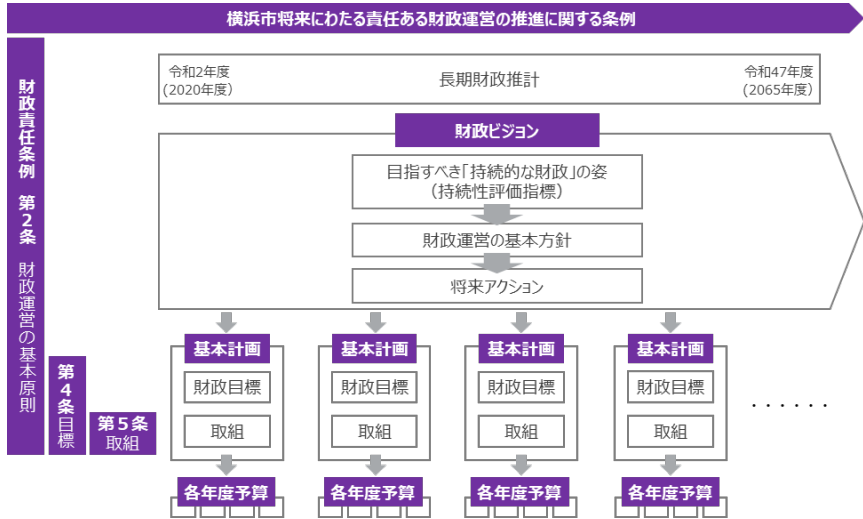 横浜市将来にわたる責任ある財政運営の推進に関する条例
財政責任条例 第2条 財政運営の基本原則
令和2年度
(2020年度)
長期財政推計
令和47年度
(2065年度)
財政ビジョン
目指すべき「持続的な財政」の姿
(持続性評価指標)
財政運営の基本方針
将来アクション
基本計画
基本計画
基本計画
基本計画
第4条目標
第5条
取組
財政目標
財政目標
財政目標
財政目標
・・・・・・
取組
取組
取組
取組
各年度予算
各年度予算
各年度予算
各年度予算